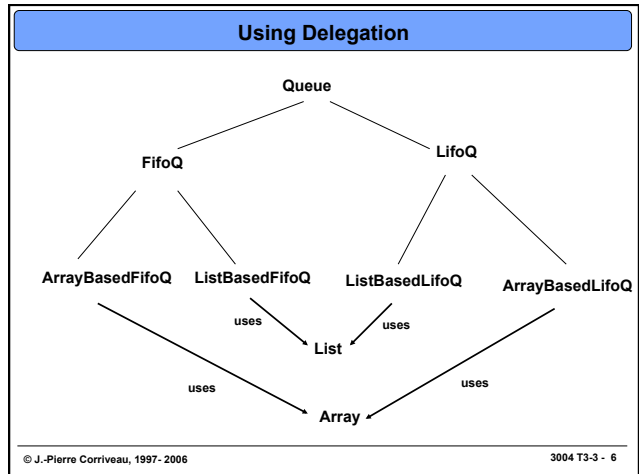 Using Delegation
Queue
FifoQ
LifoQ
ArrayBasedFifoQ
ListBasedFifoQ
ListBasedLifoQ
ArrayBasedLifoQ
uses
uses
List
uses
uses
Array
© J.-Pierre Corriveau, 1997- 2006
3004 T3-3 - 6